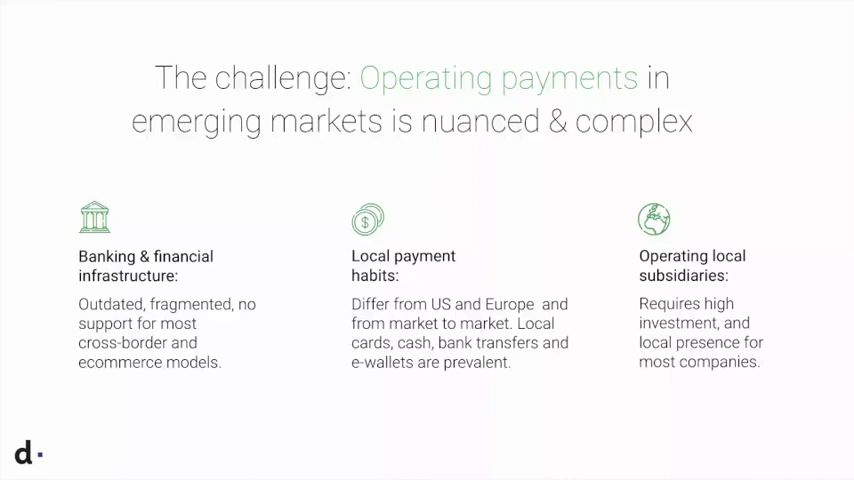 The challenge: Operating payments in
emerging markets is nuanced & complex
$
Banking & financial
infrastructure:
Outdated, fragmented, no
support for most
cross-border and
ecommerce models.
Local payment
habits:
Differ from US and Europe and
from market to market. Local
cards, cash, bank transfers and
e-wallets are prevalent.
Operating local
subsidiaries:
Requires high
investment, and
local presence for
most companies.
d·